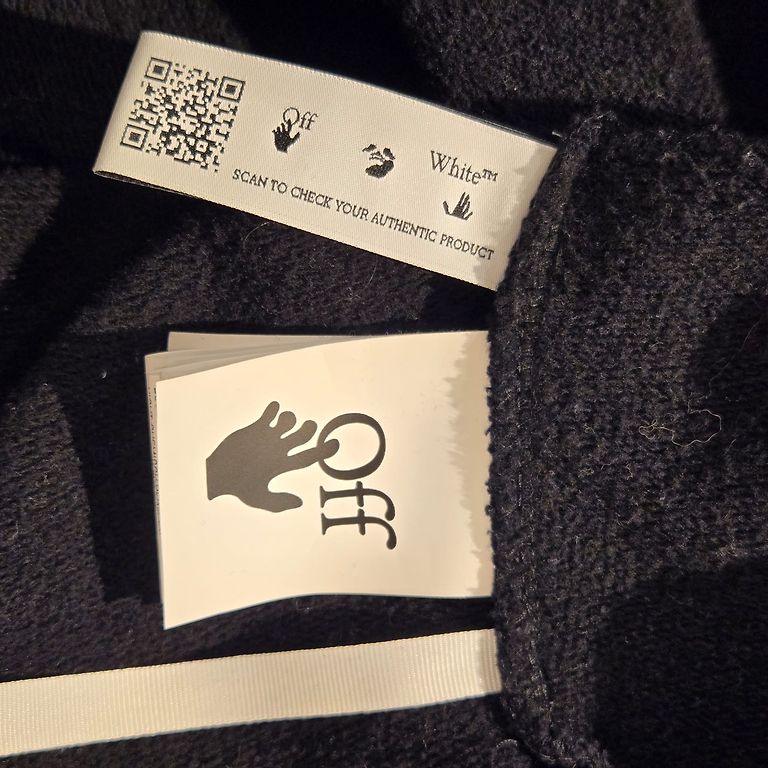 Off
White™
SCAN TO CHECK YOUR AUTHENTIC PRODUCT
Off